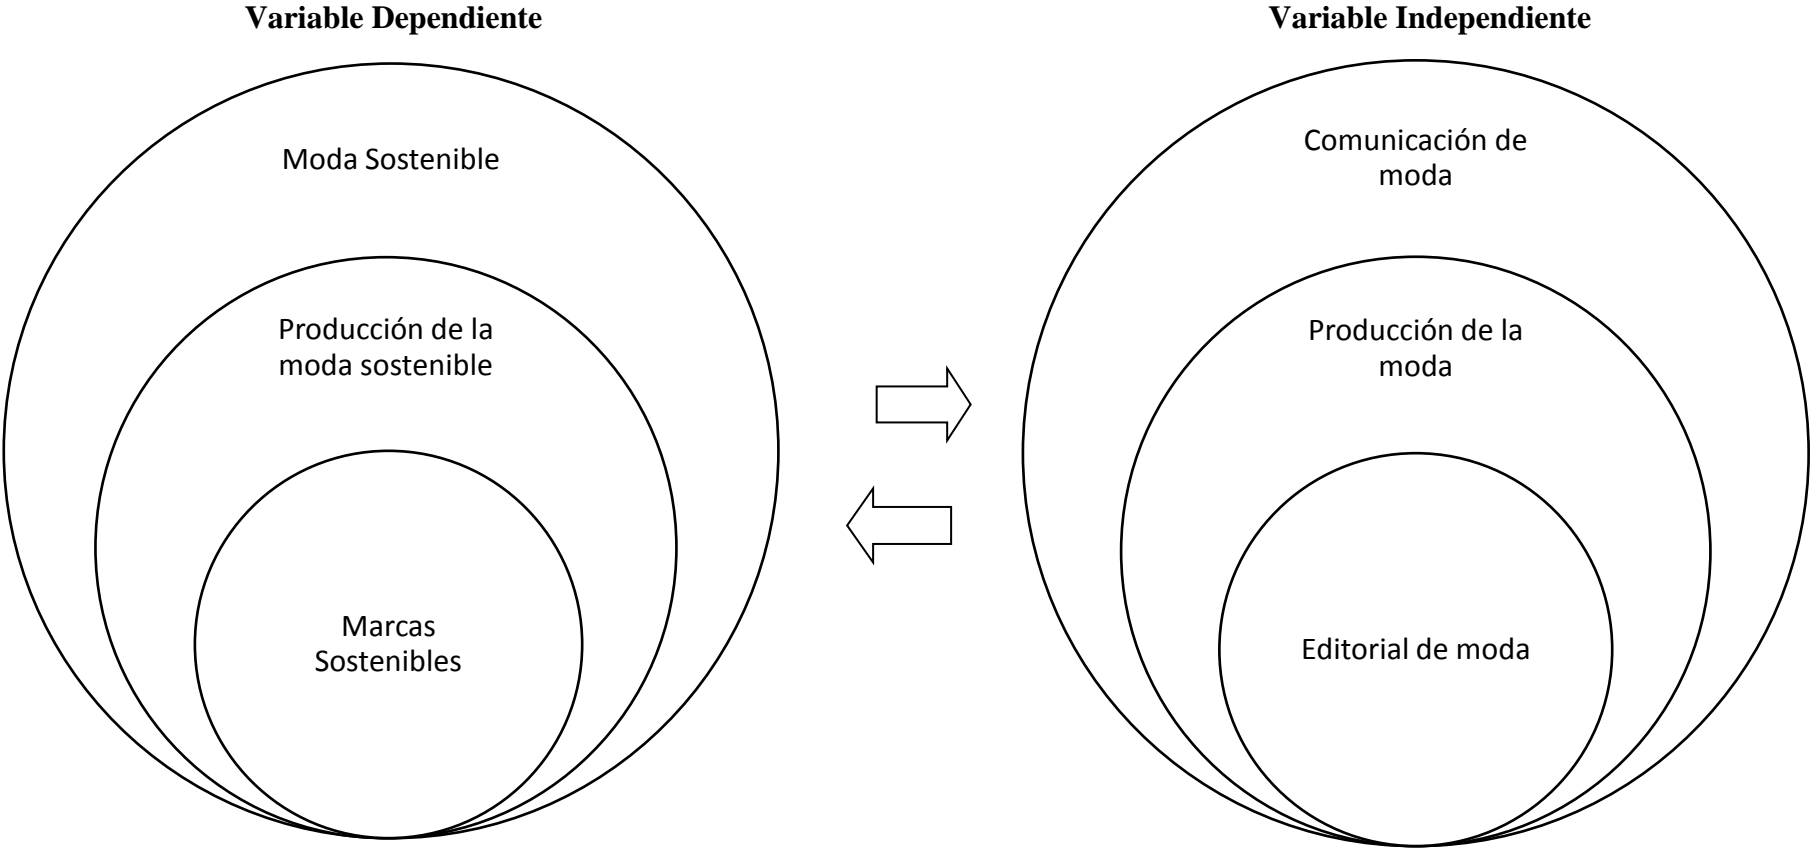 Variable Dependiente
Moda Sostenible
Producción de la
moda sostenible
Marcas
Sostenibles
Variable Independiente
Comunicación de
moda
Producción de la
moda
Editorial de moda